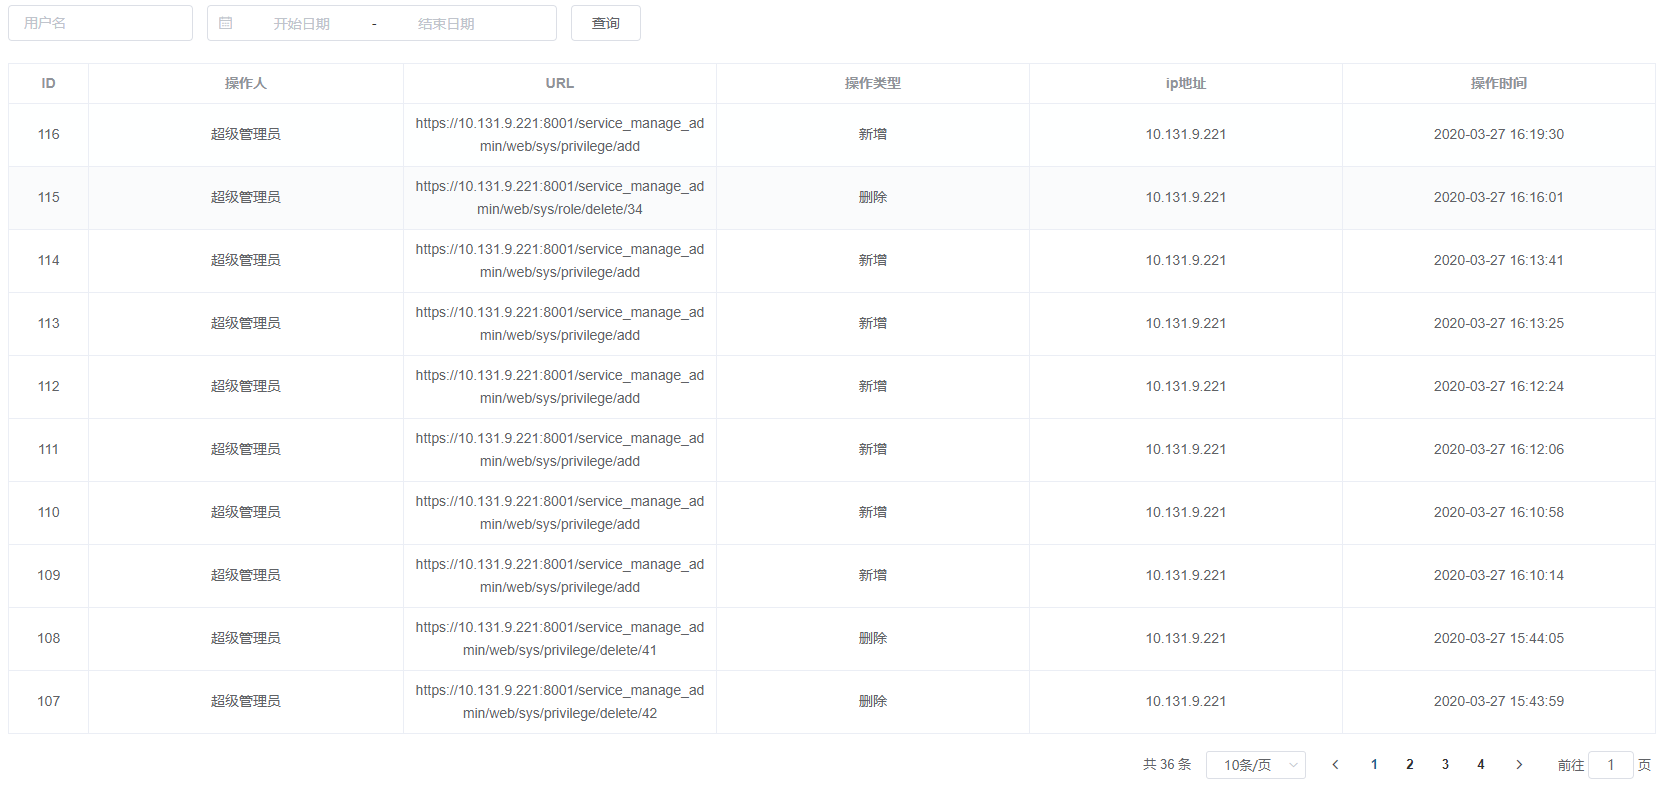 用户名 开始日期 - 结束日期 查询
ID 操作人 URL 操作类型 ip地址 操作时间
116 超级管理员 https://10.131.9.221:8001/service_manage_ad 新增 10.131.9.221 2020-03-27 16:19:30
min/web/sys/privilege/add
115 超级管理员 https://10.131.9.221:8001/service_manage_ad 删除 10.131.9.221 2020-03-27 16:16:01
min/web/sys/role/delete/34
114 超级管理员 https://10.131.9.221:8001/service_manage_ad 新增 10.131.9.221 2020-03-27 16:13:41
min/web/sys/privilege/add
113 超级管理员 https://10.131.9.221:8001/service_manage_ad 新增 10.131.9.221 2020-03-27 16:13:25
min/web/sys/privilege/add
112 超级管理员 https://10.131.9.221:8001/service_manage_ad 新增 10.131.9.221 2020-03-27 16:12:24
min/web/sys/privilege/add
111 超级管理员 https://10.131.9.221:8001/service_manage_ad 新增 10.131.9.221 2020-03-27 16:12:06
min/web/sys/privilege/add
110 超级管理员 https://10.131.9.221:8001/service_manage_ad 新增 10.131.9.221 2020-03-27 16:10:58
min/web/sys/privilege/add
109 超级管理员 https://10.131.9.221:8001/service_manage_ad 新增 10.131.9.221 2020-03-27 16:10:14
min/web/sys/privilege/add
108 超级管理员 https://10.131.9.221:8001/service_manage_ad 删除 10.131.9.221 2020-03-27 15:44:05
min/web/sys/privilege/delete/41
107 超级管理员 https://10.131.9.221:8001/service_manage_ad 删除 10.131.9.221 2020-03-27 15:43:59
min/web/sys/privilege/delete/42
共 36 条 10条/页 1 2 3 4 前往 1 页